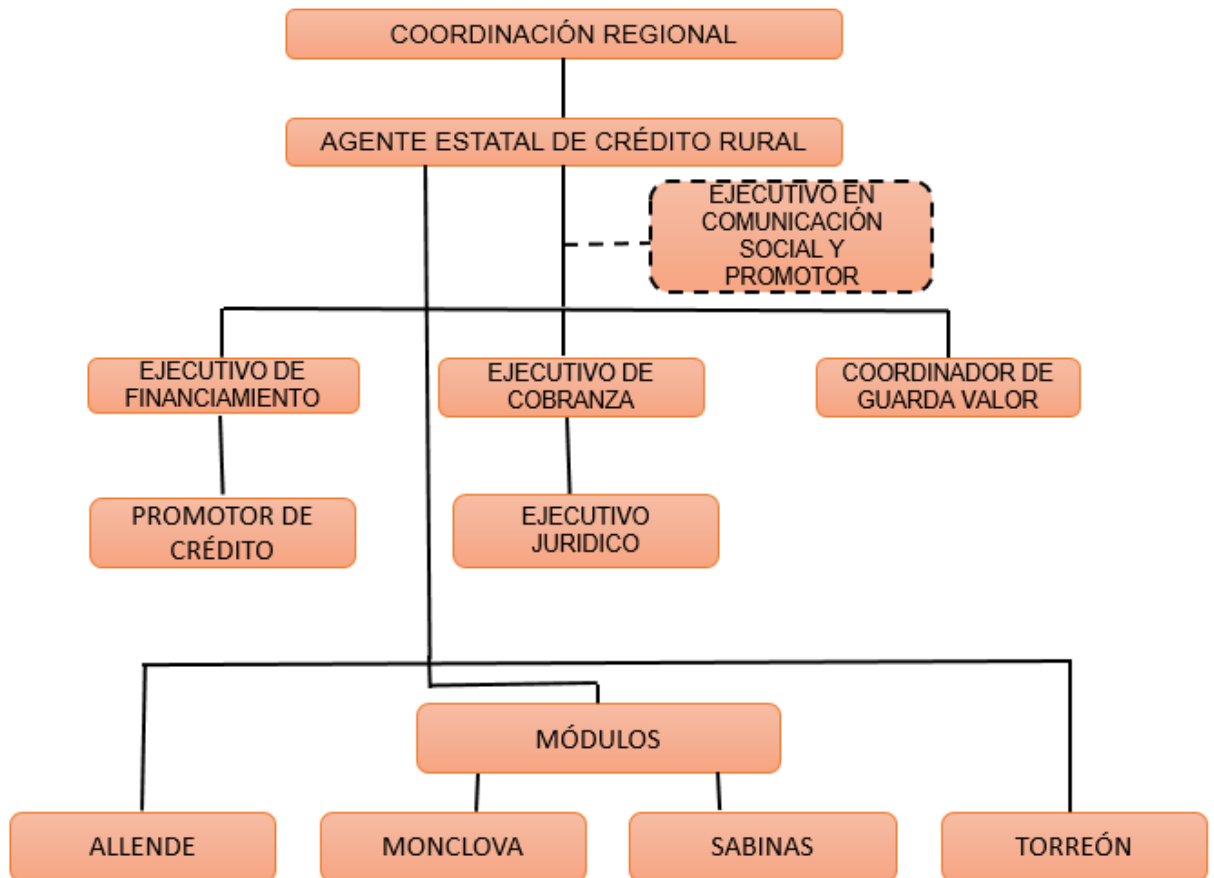 COORDINACIÓN REGIONAL
AGENTE ESTATAL DE CRÉDITO RURAL
EJECUTIVO EN
COMUNICACIÓN
SOCIAL Y
PROMOTOR
EJECUTIVO DE
FINANCIAMIENTO
EJECUTIVO DE
COBRANZA
COORDINADOR DE
GUARDA VALOR
PROMOTOR DE
CRÉDITO
EJECUTIVO
JURIDICO
MÓDULOS
ALLENDE
MONCLOVA
SABINAS
TORREÓN